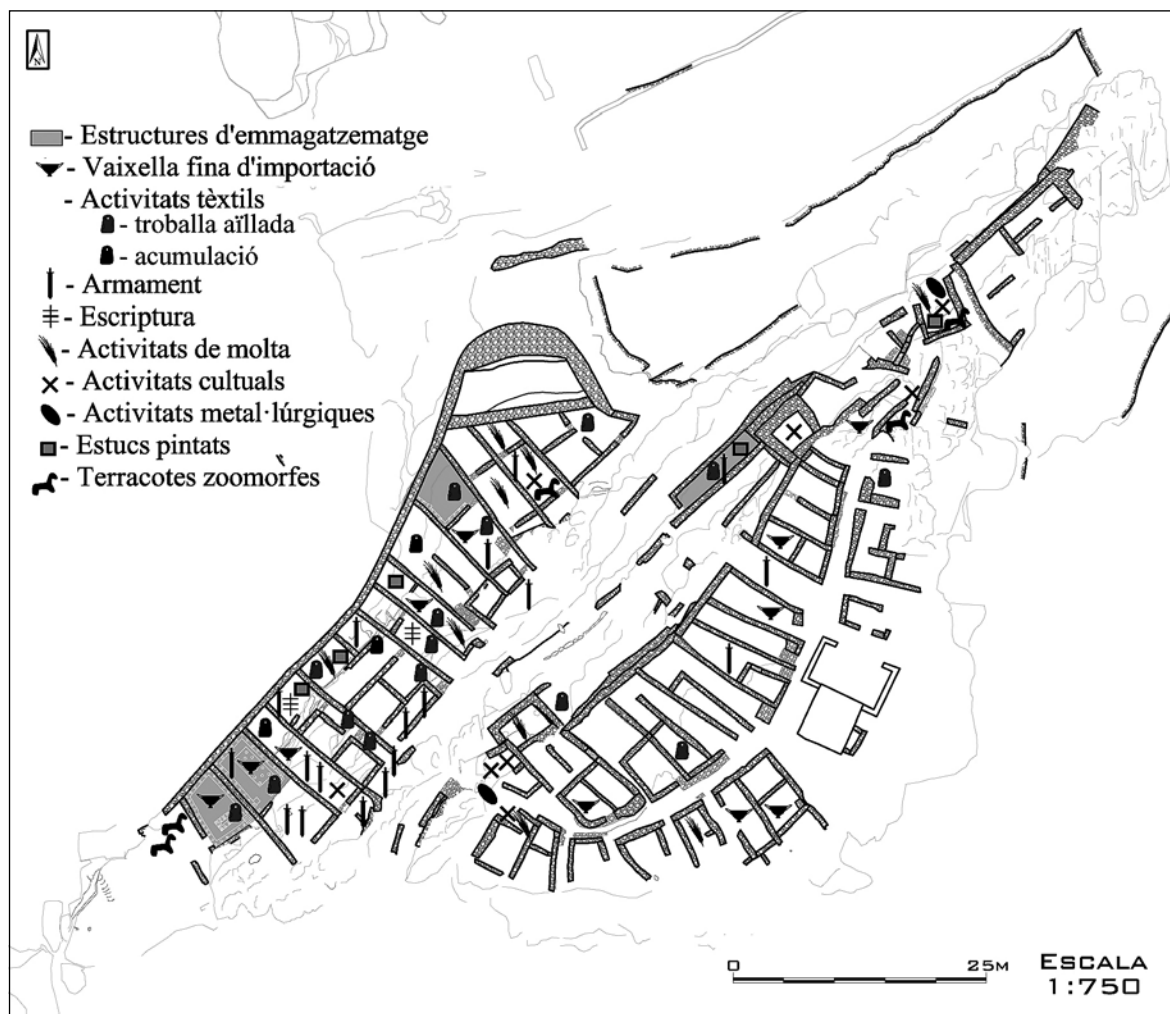 N
- Estructures d'emmagatzematge
- Vaixella fina d'importació
- Activitats tèxtils
- troballa aïllada
- acumulació
- Armament
- Escriptura
- Activitats de molta
- Activitats cultuals
- Activitats metal·lúrgiques
- Estucs pintats
- Terracotes zoomòrfes
0 25M ESCALA
1:750